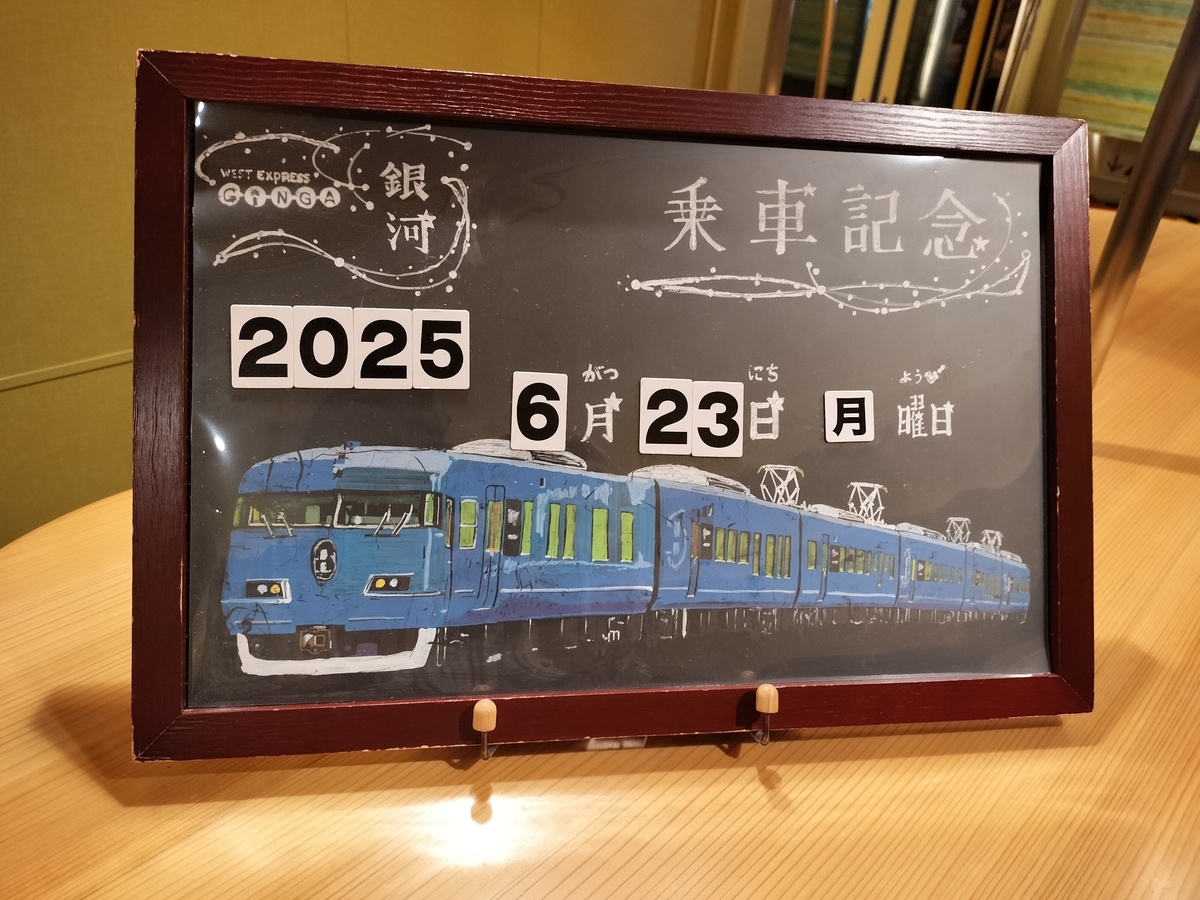 WEST EXPRESS
GINGA
銀河
乗車記念
2025
がつ にち ようび
6月 23日 月 曜日